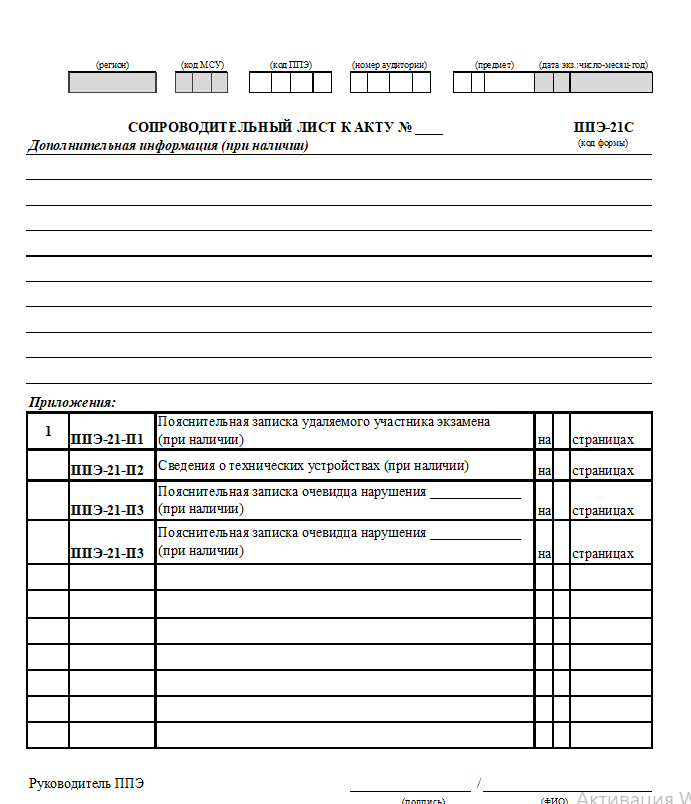 (регион) (код МСУ) (код ППЭ) (номер аудитории) (предмет) (дата экз.:число-месяц-год)
СОПРОВОДИТЕЛЬНЫЙ ЛИСТ К АКТУ № ____ ППЭ-21С
Дополнительная информация (при наличии) (код формы)
Приложения:
1 ППЭ-21-П1 Пояснительная записка удаляемого участника экзамена
(при наличии) на страницах
ППЭ-21-П2 Сведения о технических устройствах (при наличии) на страницах
Пояснительная записка очевидца нарушения _____________
ППЭ-21-П3 (при наличии) на страницах
Пояснительная записка очевидца нарушения _____________
ППЭ-21-П3 (при наличии) на страницах
Руководитель ППЭ /
(подпись) (ФИО) Активация W